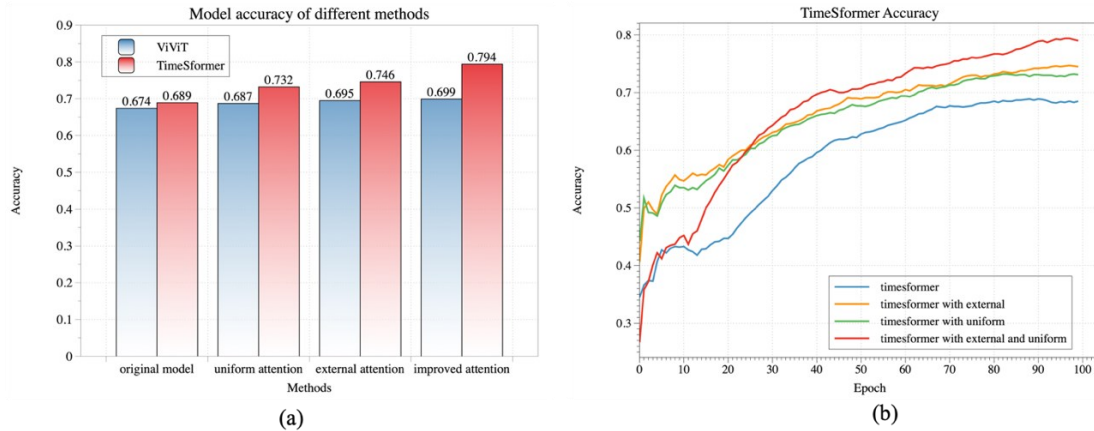 Model accuracy of different methods
0.9
0.8
0.7
0.6
0.5
0.4
0.3
0.2
0.1
0
Accuracy
ViViT
TimeSformer
0.674
0.689
0.687
0.732
0.695
0.746
0.699
0.794
original model
uniform attention
external attention
improved attention
Methods
(a)
TimeSformer Accuracy
0.8
0.7
0.6
0.5
0.4
0.3
Accuracy
timesformer
timesformer with external
timesformer with uniform
timesformer with external and uniform
0 10 20 30 40 50 60 70 80 90 100
Epoch
(b)